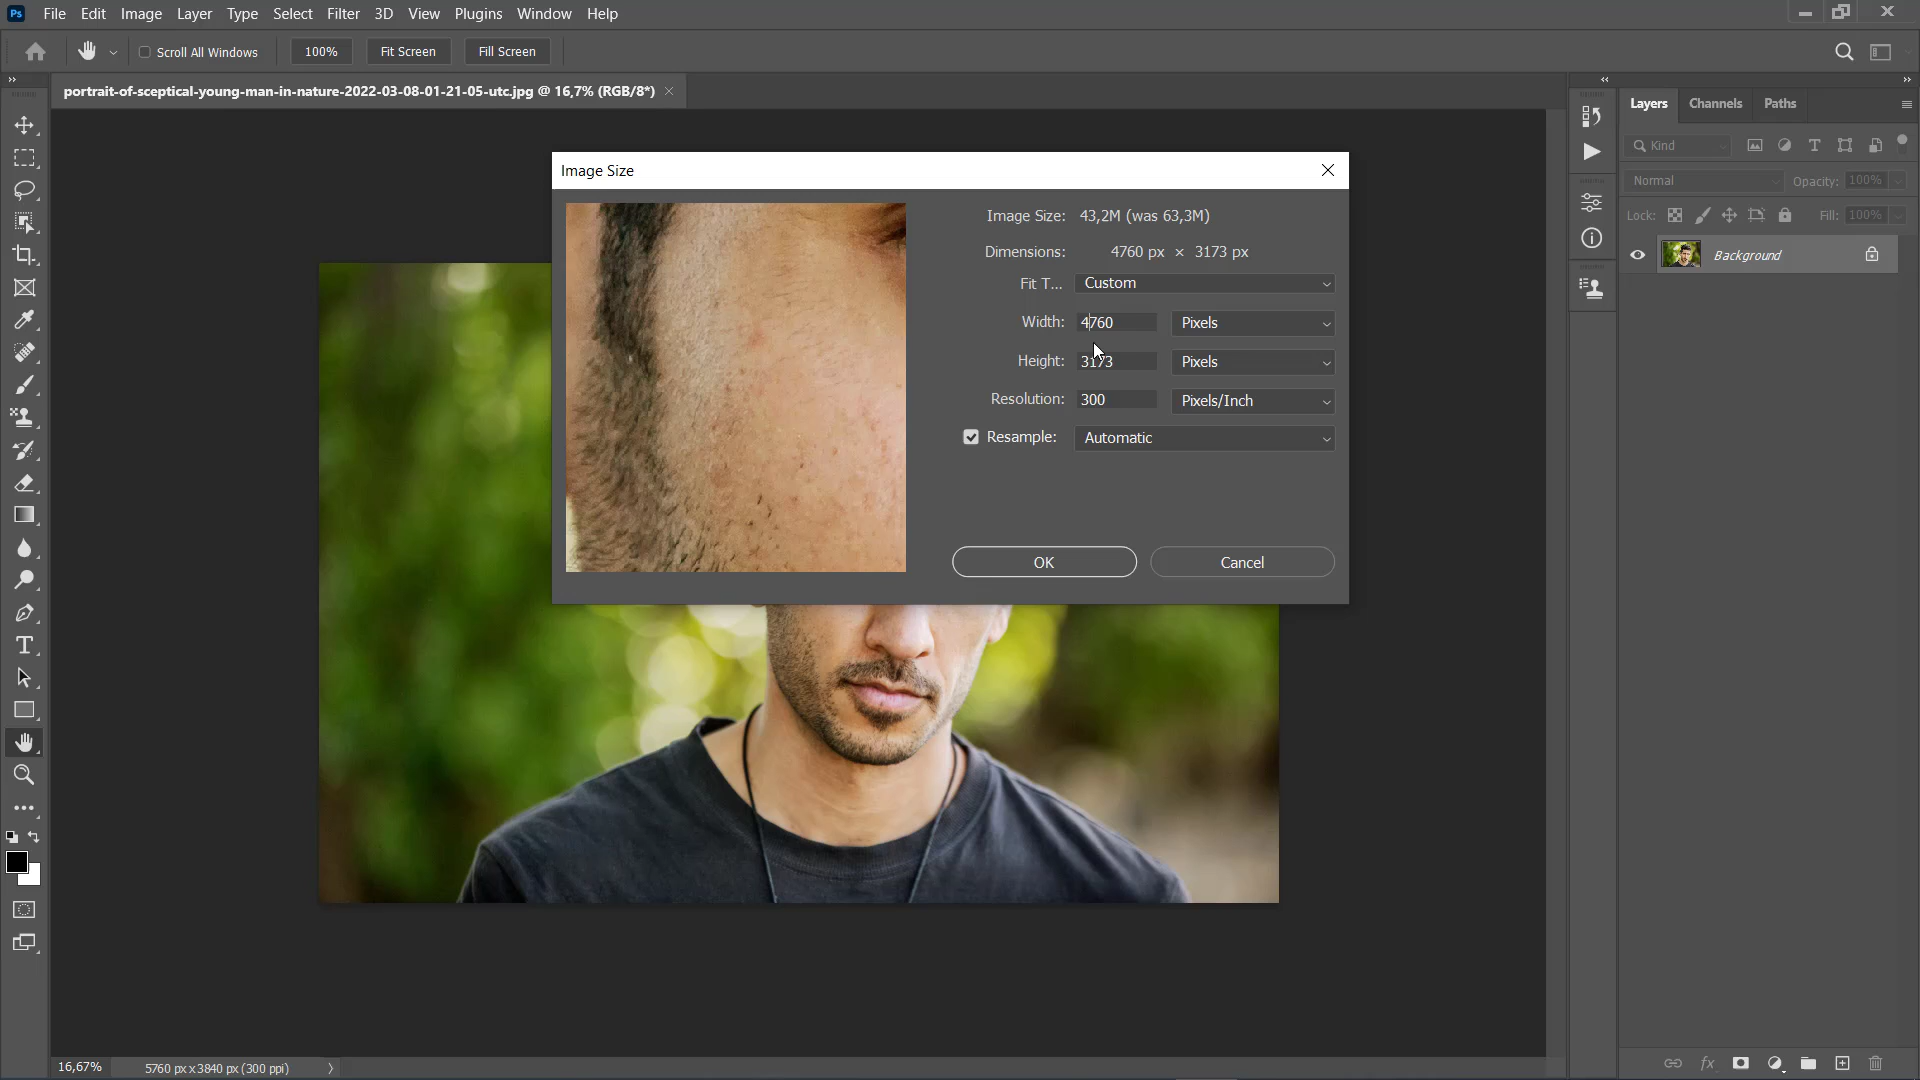 Ps File Edit Image Layer Type Select Filter 3D View Plugins Window Help
Scroll All Windows 100% Fit Screen Fill Screen
portrait-of-sceptical-young-man-in-nature-2022-03-08-01-21-05-utc.jpg @ 16,7% (RGB/8*)
Image Size
Image Size: 43,2M (was 63,3M)
Dimensions: 4760 px × 3173 px
Fit T... Custom
Width: 4760 Pixels
Height: 3173 Pixels
Resolution: 300 Pixels/Inch
Resample: Automatic
OK Cancel
Layers Channels Paths
Kind
Normal Opacity: 100%
Lock: Fill: 100%
Background
fx
16,67% 5760 px x 3840 px (300 ppi)